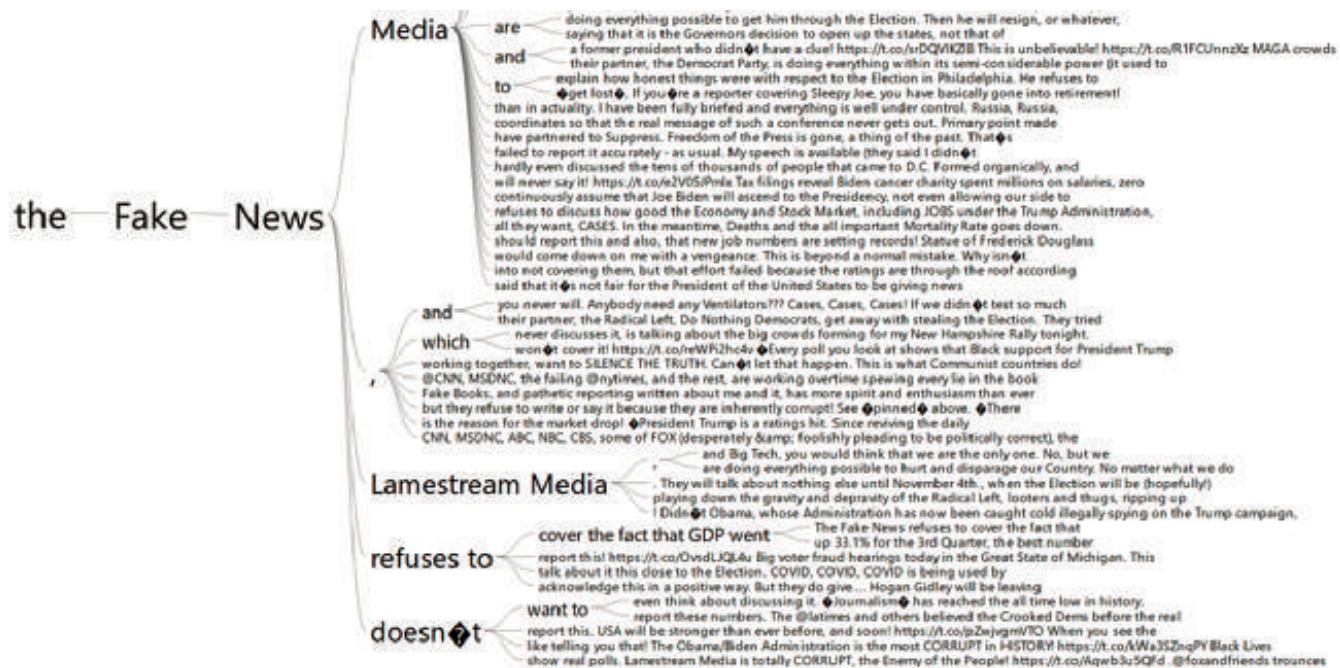 the Fake News
Media
are
doing everything possible to get him through the Election. Then he will resign, or whatever,
saying that it is the Governors decision to open up the states, not that of
and
a former president who didn�t have a clue! This is unbelievable! MAGA crowds
their partner, the Democrat Party, is doing everything within its semi-considerable power (it used to
to
explain how honest things were with respect to the Election in Philadelphia. He refuses to
�get lost�. If you�re a reporter covering Sleepy Joe, you have basically gone into retirement!
than in actuality. I have been fully briefed and everything is well under control. Russia, Russia,
coordinates so that the real message of such a conference never gets out. Primary point made
have partnered to Suppress. Freedom of the Press is gone, a thing of the past. That�s
failed to report it accurately - as usual. My speech is available (they said I didn�t
hardly even discussed the tens of thousands of people that came to D.C. Formed organically, and
will never say it! Tax filings reveal Biden cancer charity spent millions on salaries, zero
continuously assume that Joe Biden will ascend to the Presidency, not even allowing our side to
refuses to discuss how good the Economy and Stock Market, including JOBS under the Trump Administration,
all they want, CASES. In the meantime, Deaths and the all important Mortality Rate goes down.
should report this and also, that new job numbers are setting records! Statue of Frederick Douglass
would come down on me with a vengeance. This is beyond a normal mistake. Why isn�t
into not covering them, but that effort failed because the ratings are through the roof according
said that it�s not fair for the President of the United States to be giving news
,
and
you never will. Anybody need any Ventilators??? Cases, Cases, Cases! If we didn�t test so much
their partner, the Radical Left, Do Nothing Democrats, get away with stealing the Election. They tried
which
never discusses it, is talking about the big crowds forming for my New Hampshire Rally tonight.
won�t cover it! �Every poll you look at shows that Black support for President Trump
working together, want to SILENCE THE TRUTH. Can�t let that happen. This is what Communist countries do!
@CNN, MSDNC, the failing @nytimes, and the rest, are working overtime spewing every lie in the book
Fake Books, and pathetic reporting written about me and it, has more spirit and enthusiasm than ever
but they refuse to write or say it because they are inherently corrupt! See �pinned� above. �There
is the reason for the market drop! �President Trump is a ratings hit. Since reviving the daily
CNN, MSDNC, ABC, NBC, CBS, some of FOX (desperately &amp; foolishly pleading to be politically correct), the
Lamestream Media
,
and Big Tech, you would think that we are the only one. No, but we
are doing everything possible to hurt and disparage our Country. No matter what we do
. They will talk about nothing else until November 4th., when the Election will be (hopefully!)
playing down the gravity and depravity of the Radical Left, looters and thugs, ripping up
! Didn�t Obama, whose Administration has now been caught cold illegally spying on the Trump campaign,
refuses to
cover the fact that GDP went
The Fake News refuses to cover the fact that
up 33.1% for the 3rd Quarter, the best number
report this! Big voter fraud hearings today in the Great State of Michigan. This
talk about it this close to the Election. COVID, COVID, COVID is being used by
acknowledge this in a positive way. But they do give.... Hogan Gidley will be leaving
doesn�t
want to
even think about discussing it. �Journalism� has reached the all time low in history.
report these numbers. The @latimes and others believed the Crooked Dems before the real
report this. USA will be stronger than ever before, and soon! When you see the
like telling you that! The Obama/Biden Administration is the most CORRUPT in HISTORY! Black Lives
show real polls. Lamestream Media is totally CORRUPT, the Enemy of the People! @foxandfriends trounces